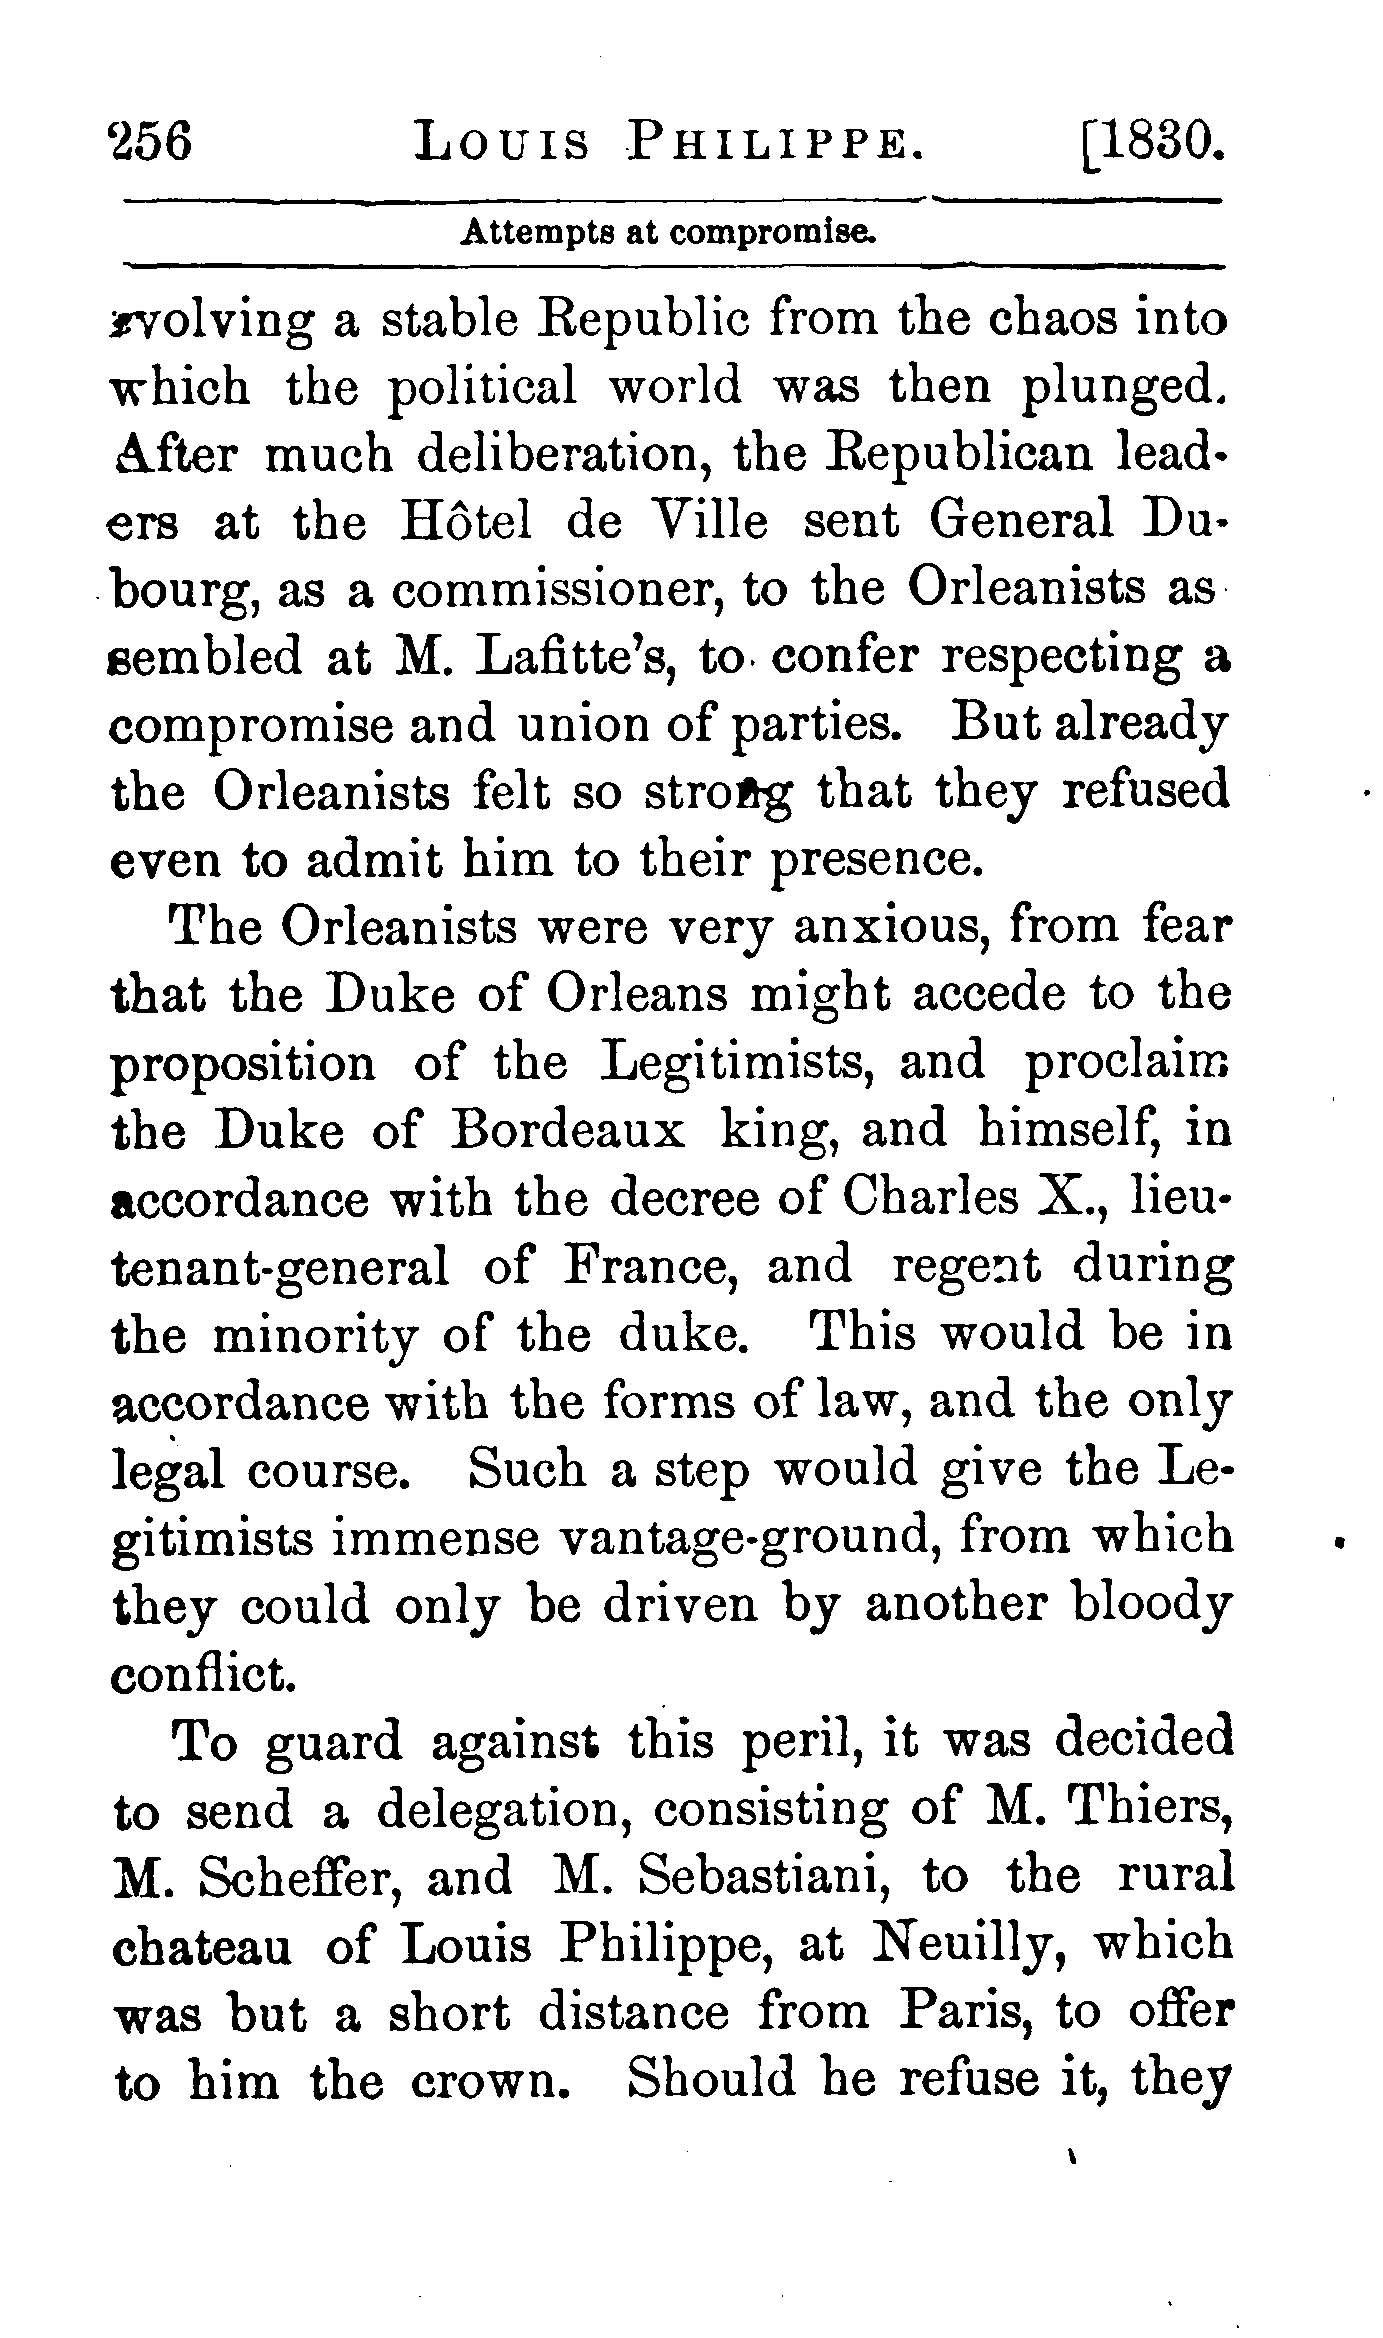 256 LOUIS PHILIPPE. [1830.
Attempts at compromise.
evolving a stable Republic from the chaos into
which the political world was then plunged.
After much deliberation, the Republican lead-
ers at the Hôtel de Ville sent General Du-
bourg, as a commissioner, to the Orleanists as-
sembled at M. Lafitte's, to confer respecting a
compromise and union of parties. But already
the Orleanists felt so strong that they refused
even to admit him to their presence.
The Orleanists were very anxious, from fear
that the Duke of Orleans might accede to the
proposition of the Legitimists, and proclaim
the Duke of Bordeaux king, and himself, in
accordance with the decree of Charles X., lieu-
tenant-general of France, and regent during
the minority of the duke. This would be in
accordance with the forms of law, and the only
legal course. Such a step would give the Le-
gitimists immense vantage-ground, from which
they could only be driven by another bloody
conflict.
To guard against this peril, it was decided
to send a delegation, consisting of M. Thiers,
M. Scheffer, and M. Sebastiani, to the rural
chateau of Louis Philippe, at Neuilly, which
was but a short distance from Paris, to offer
to him the crown. Should he refuse it, they